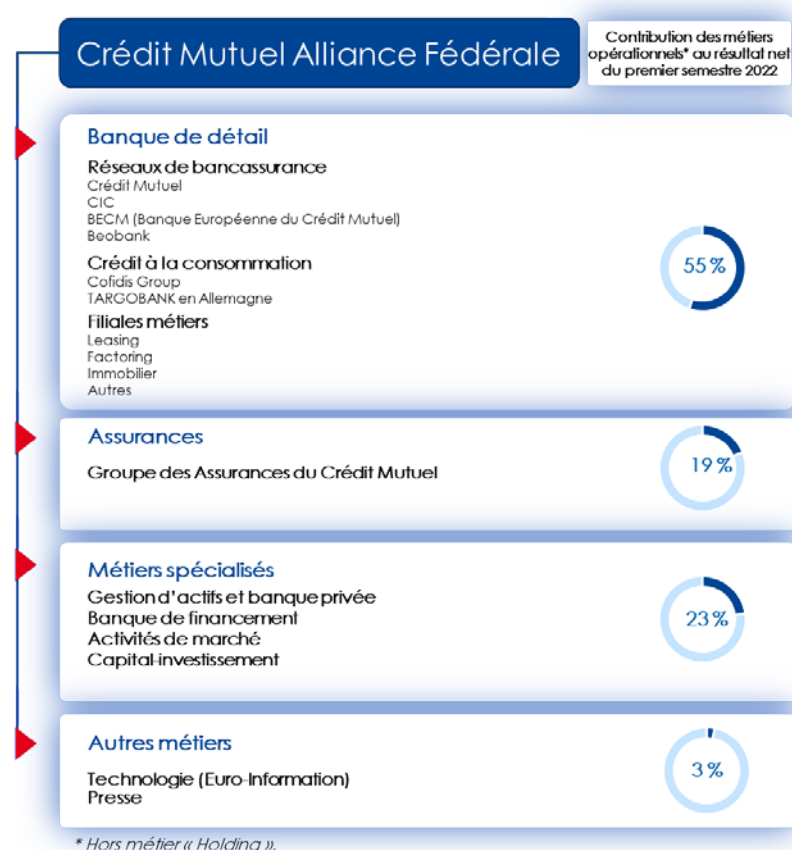 Crédit Mutuel Alliance Fédérale
Contribution des métiers
opérationnels* au résultat net
du premier semestre 2022
Banque de détail
Réseaux de bancassurance
Crédit Mutuel
CIC
BECM (Banque Européenne du Crédit Mutuel)
Beobank
Crédit à la consommation
Cofidis Group
TARGOBANK en Allemagne
Filiales métiers
Leasing
Factoring
Immobilier
Autres
55 %
Assurances
Groupe des Assurances du Crédit Mutuel
19 %
Métiers spécialisés
Gestion d’actifs et banque privée
Banque de financement
Activités de marché
Capital-investissement
23 %
Autres métiers
Technologie (Euro-Information)
Presse
3 %
* Hors métier « Holding ».